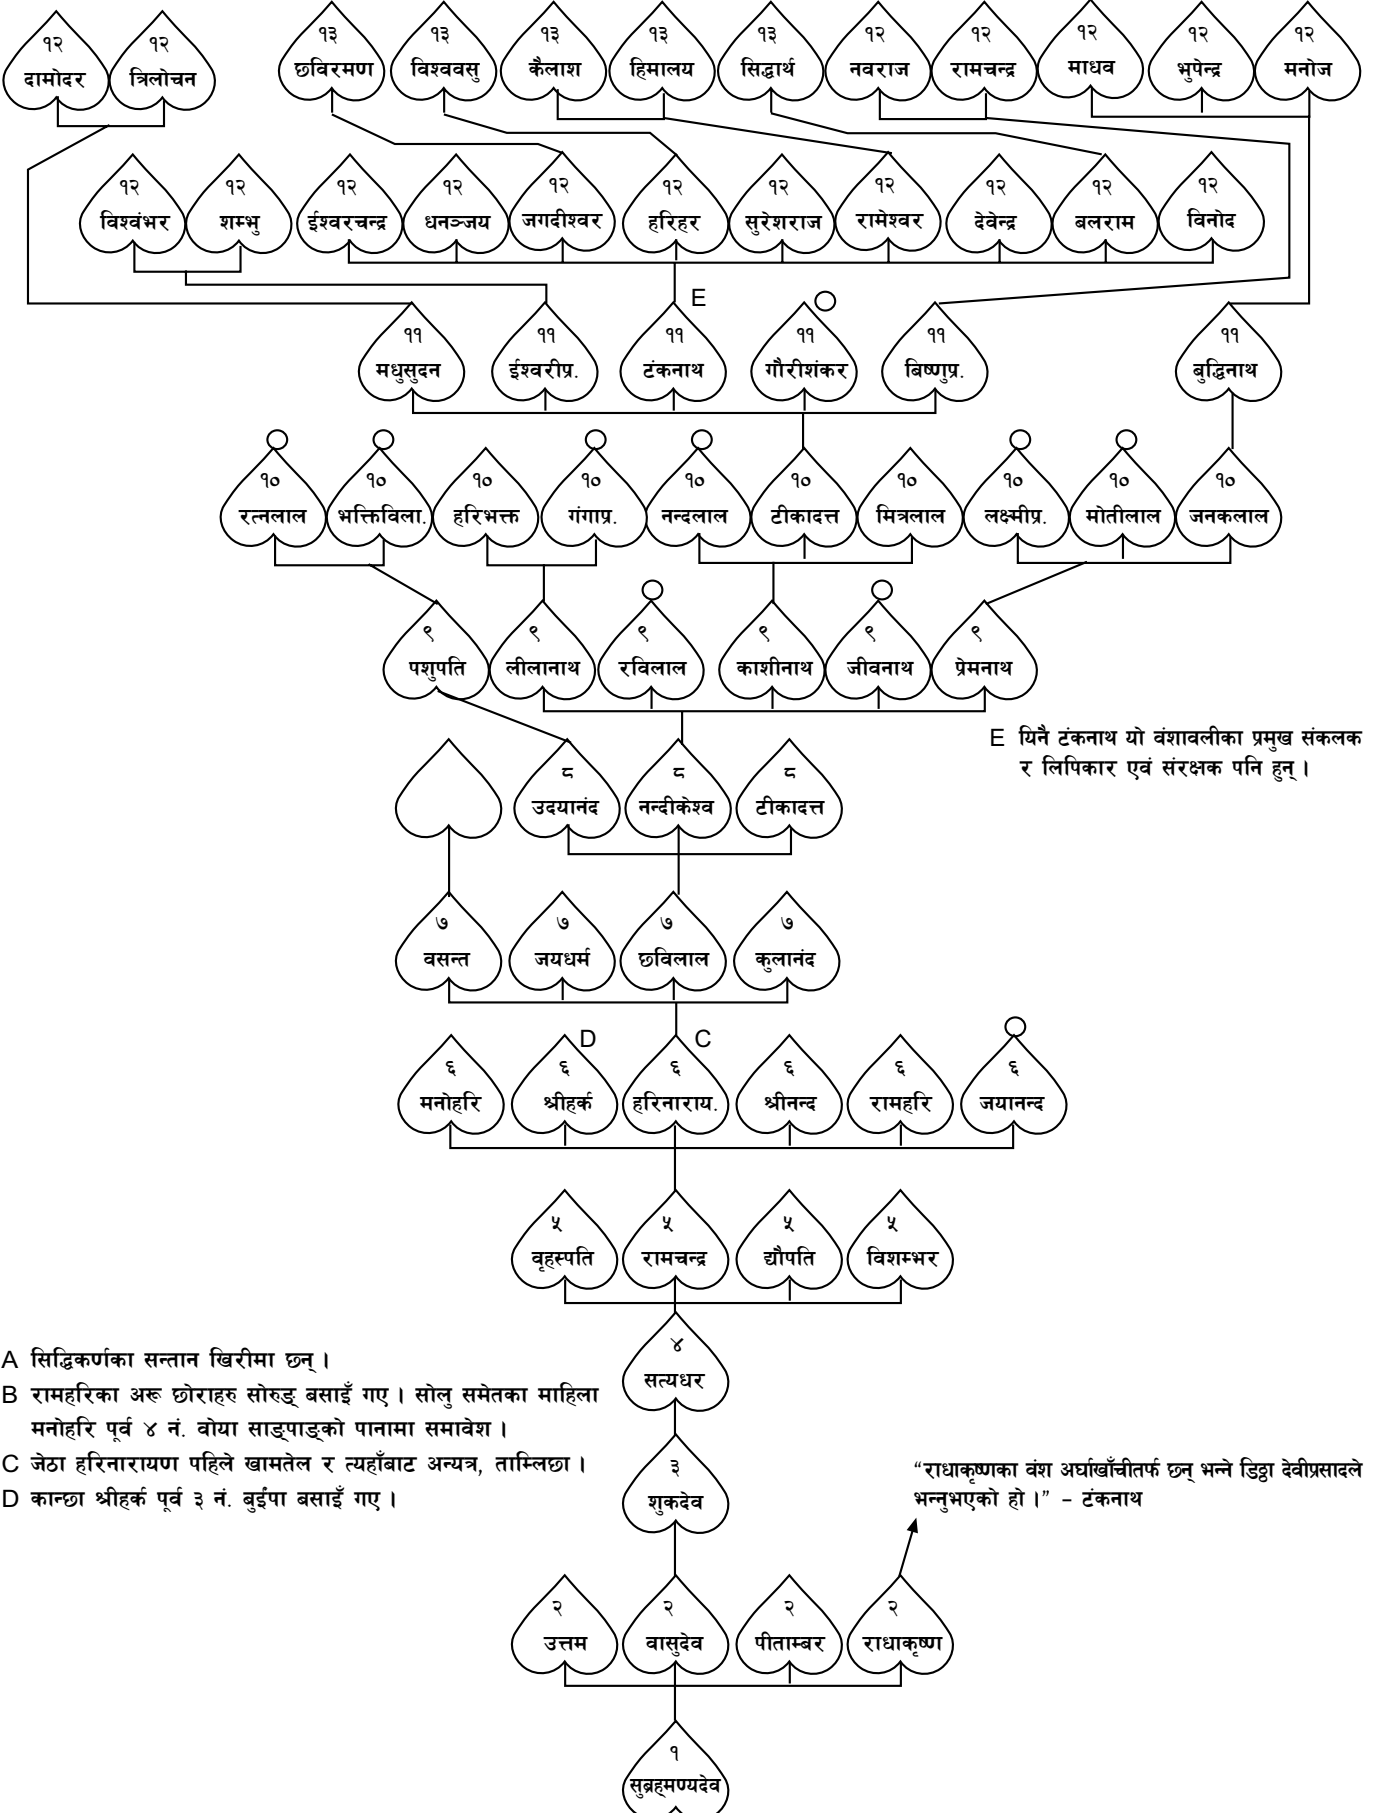 १२ १२ १३ १३ १३ १३ १३ १२ १२ १२ १२ १२
दामोदर त्रिलोचन छविरमण विश्ववसु कैलाश हिमालय सिद्धार्थ नवराज रामचन्द्र माधव भुपेन्द्र मनोज
१२ १२ १२ १२ १२ १२ १२ १२ १२ १२ १२
विश्वंभर शम्भु ईश्वरचन्द्र धनञ्जय जगदीश्वर हरिहर सुरेशराज रामेश्वर देवेन्द्र बलराम विनोद
E
११ ११ ११ ११ ११ ११
मधुसुदन ईश्वरीप्र. टंकनाथ गौरीशंकर बिष्णुप्र. बुद्धिनाथ
१० १० १० १० १० १० १० १० १० १०
रत्नलाल भक्तिविला. हरिभक्त गंगाप्र. नन्दलाल टीकादत्त मित्रलाल लक्ष्मीप्र. मोतीलाल जनकलाल
९ ९ ९ ९ ९ ९
पशुपति लीलानाथ रविलाल काशीनाथ जीवनाथ प्रेमनाथ
E यिनै टंकनाथ यो वंशावलीका प्रमुख संकलक
र लिपिकार एवं संरक्षक पनि हुन् ।
८ ८ ८
उदयानंद नन्दीकेश्व टीकादत्त
७ ७ ७ ७
वसन्त जयधर्म छविलाल कुलानंद
D C
६ ६ ६ ६ ६ ६
मनोहरि श्रीहर्क हरिनाराय. श्रीनन्द रामहरि जयानन्द
५ ५ ५ ५
वृहस्पति रामचन्द्र द्यौपति विशम्भर
४
सत्यधर
A सिद्धिकर्णका सन्तान खिरीमा छन् ।
B रामहरिका अरू छोराहरु सोरुङ् बसाइँ गए । सोलु समेतका माहिला
मनोहरि पूर्व ४ नं. वोया साङ्पाङ्को पानामा समावेश ।
C जेठा हरिनारायण पहिले खामतेल र त्यहाँबाट अन्यत्र, ताम्लिछा ।
D कान्छा श्रीहर्क पूर्व ३ नं. बुईपा बसाइँ गए ।
३
शुकदेव
“राधाकृष्णका वंश अर्घाखाँचीतर्फ छन् भन्ने डिठ्ठा देवीप्रसादले
भन्नुभएको हो ।” – टंकनाथ
२ २ २ २
उत्तम वासुदेव पीताम्बर राधाकृष्ण
१
सुब्रह्मण्यदेव